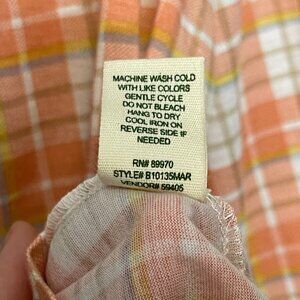 MACHINE WASH COLD
WITH LIKE COLORS
GENTLE CYCLE
DO NOT BLEACH
HANG TO DRY
COOL IRON ON
REVERSE SIDE IF
NEEDED
RN# 89970
STYLE# B10135MAR
VENDOR# 59405